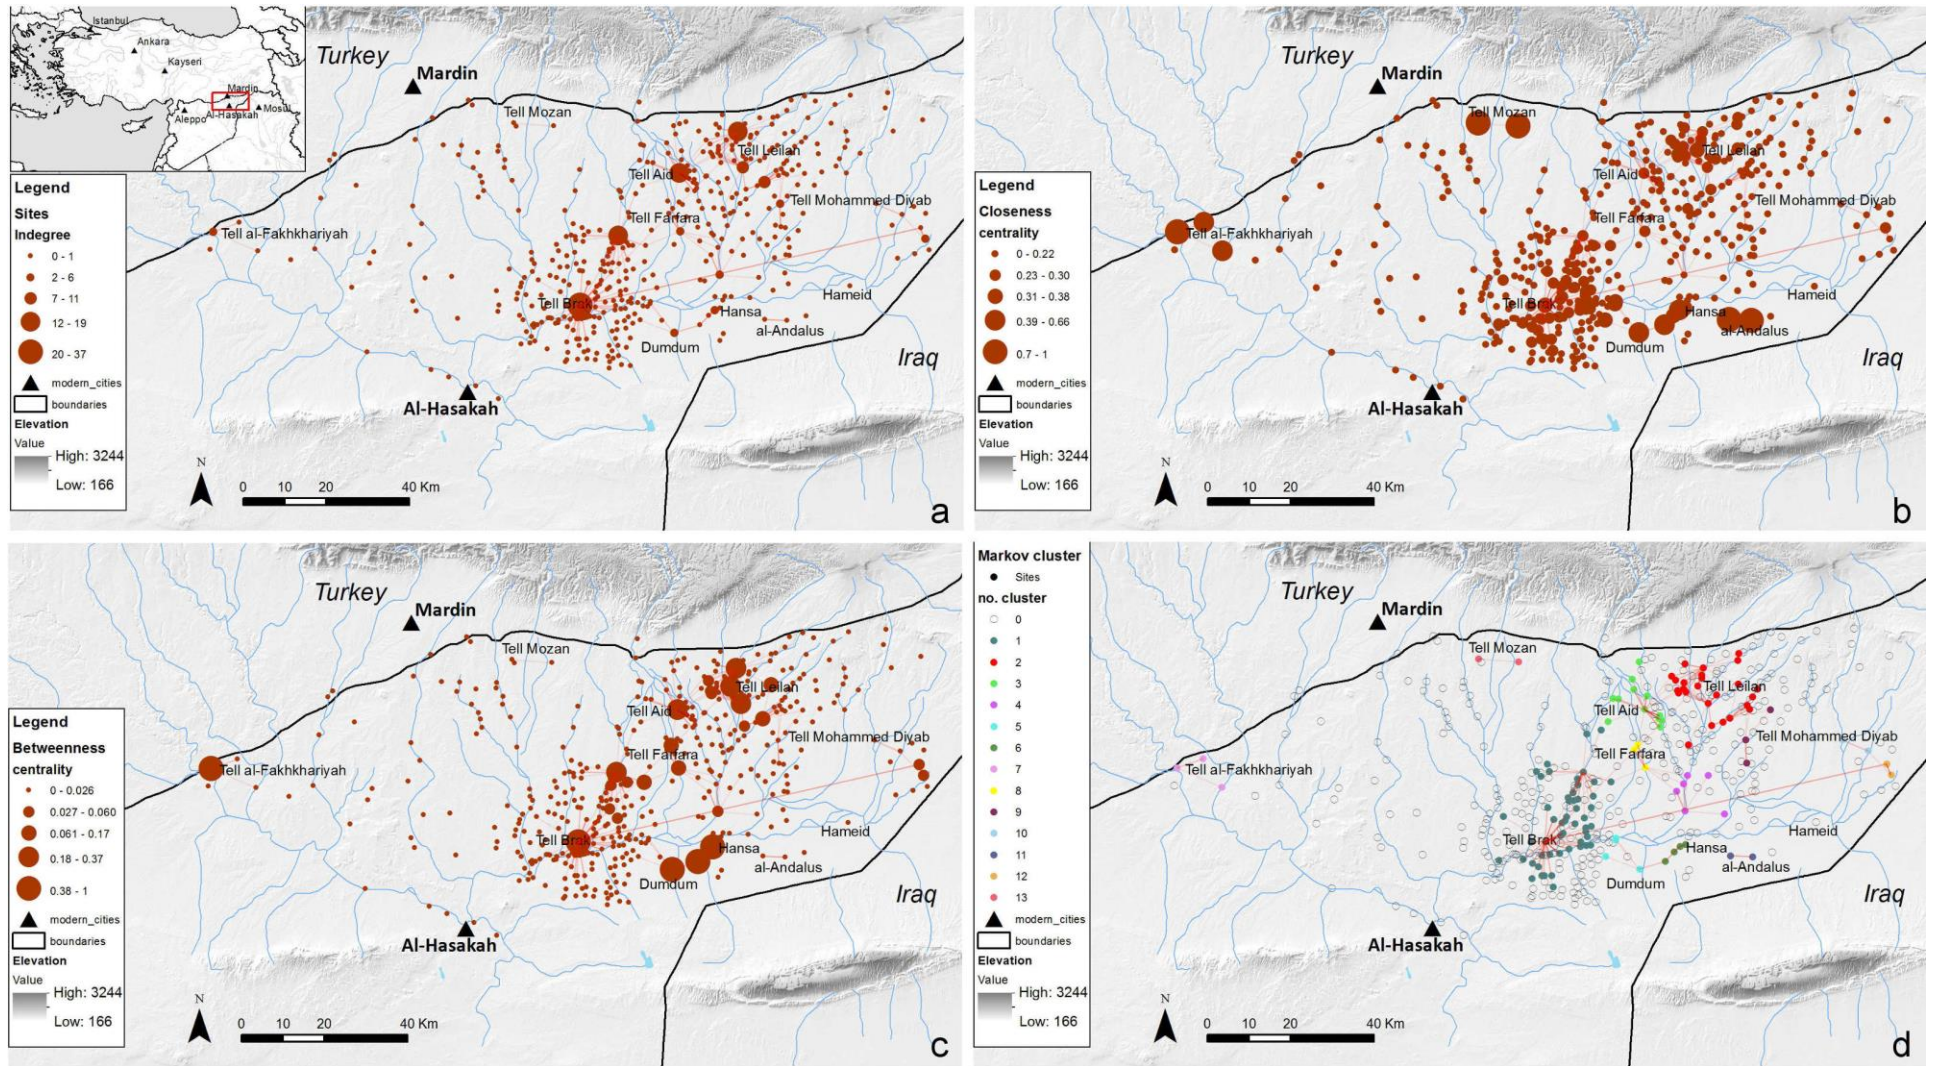 Istanbul
Ankara
Kayseri
Mardin
Mosul
Aleppo
Al-Hasakah
Legend
Sites
Indegree
0 - 1
2 - 6
7 - 11
12 - 19
20 - 37
modern_cities
boundaries
Elevation
Value
High: 3244
Low: 166
Turkey
Mardin
Tell Mozan
Tell Leilan
Tell Aid
Tell Mohammed Diyab
Tell Farfara
Tell al-Fakhkhariyah
Tell Brak
Hameid
Hansa
al-Andalus
Dumdum
Iraq
Al-Hasakah
N
0 10 20 40 Km
a
Legend
Closeness
centrality
0 - 0.22
0.23 - 0.30
0.31 - 0.38
0.39 - 0.66
0.7 - 1
modern_cities
boundaries
Elevation
Value
High: 3244
Low: 166
Turkey
Mardin
Tell Mozan
Tell Leilan
Tell Aid
Tell Mohammed Diyab
Tell Farfara
Tell al-Fakhkhariyah
Tell Brak
Hameid
Hansa
al-Andalus
Dumdum
Iraq
Al-Hasakah
N
0 10 20 40 Km
b
Legend
Betweenness
centrality
0 - 0.026
0.027 - 0.060
0.061 - 0.17
0.18 - 0.37
0.38 - 1
modern_cities
boundaries
Elevation
Value
High: 3244
Low: 166
Turkey
Mardin
Tell Mozan
Tell Leilan
Tell Aid
Tell Mohammed Diyab
Tell Farfara
Tell al-Fakhkhariyah
Tell Brak
Hameid
Hansa
al-Andalus
Dumdum
Iraq
Al-Hasakah
N
0 10 20 40 Km
c
Markov cluster
Sites
no. cluster
0
1
2
3
4
5
6
7
8
9
10
11
12
13
modern_cities
boundaries
Elevation
Value
High: 3244
Low: 166
Turkey
Mardin
Tell Mozan
Tell Leilan
Tell Aid
Tell Mohammed Diyab
Tell Farfara
Tell al-Fakhkhariyah
Tell Brak
Hameid
Hansa
al-Andalus
Dumdum
Iraq
Al-Hasakah
N
0 10 20 40 Km
d